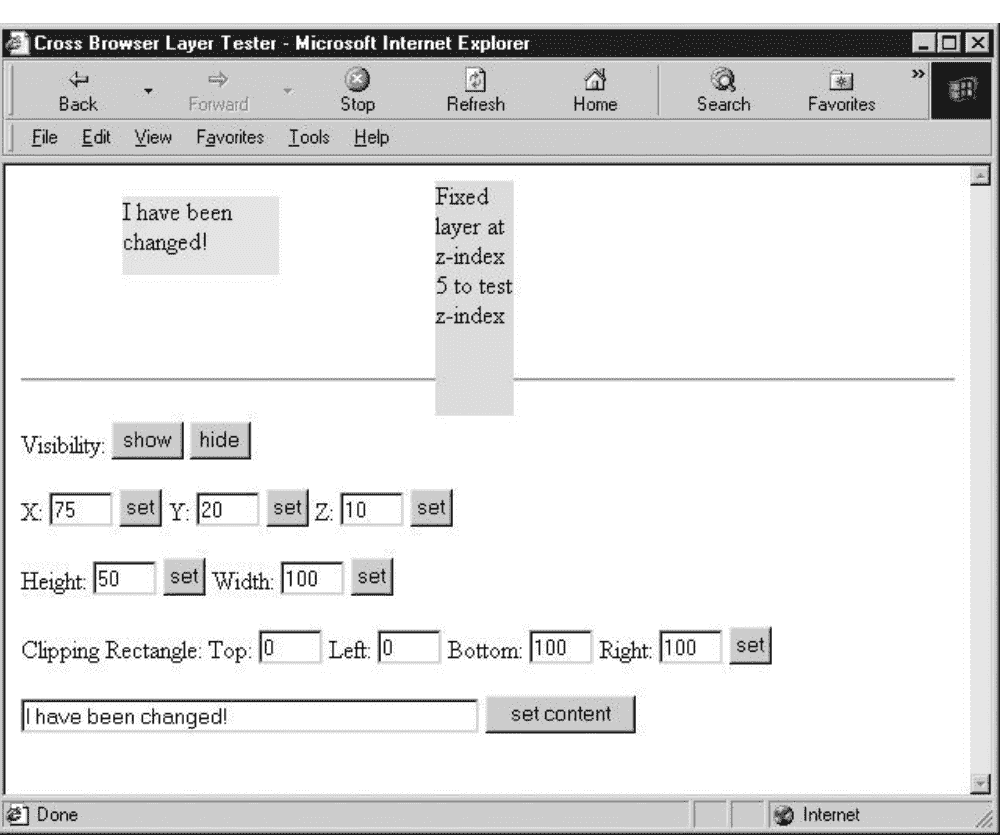 Cross Browser Layer Tester - Microsoft Internet Explorer
Back Forward Stop Refresh Home Search Favorites »
File Edit View Favorites Tools Help
I have been
changed!
Fixed
layer at
z-index
5 to test
z-index
Visibility: show hide
X: 75 set Y: 20 set Z: 10 set
Height: 50 set Width: 100 set
Clipping Rectangle: Top: 0 Left: 0 Bottom: 100 Right: 100 set
I have been changed! set content
Done Internet